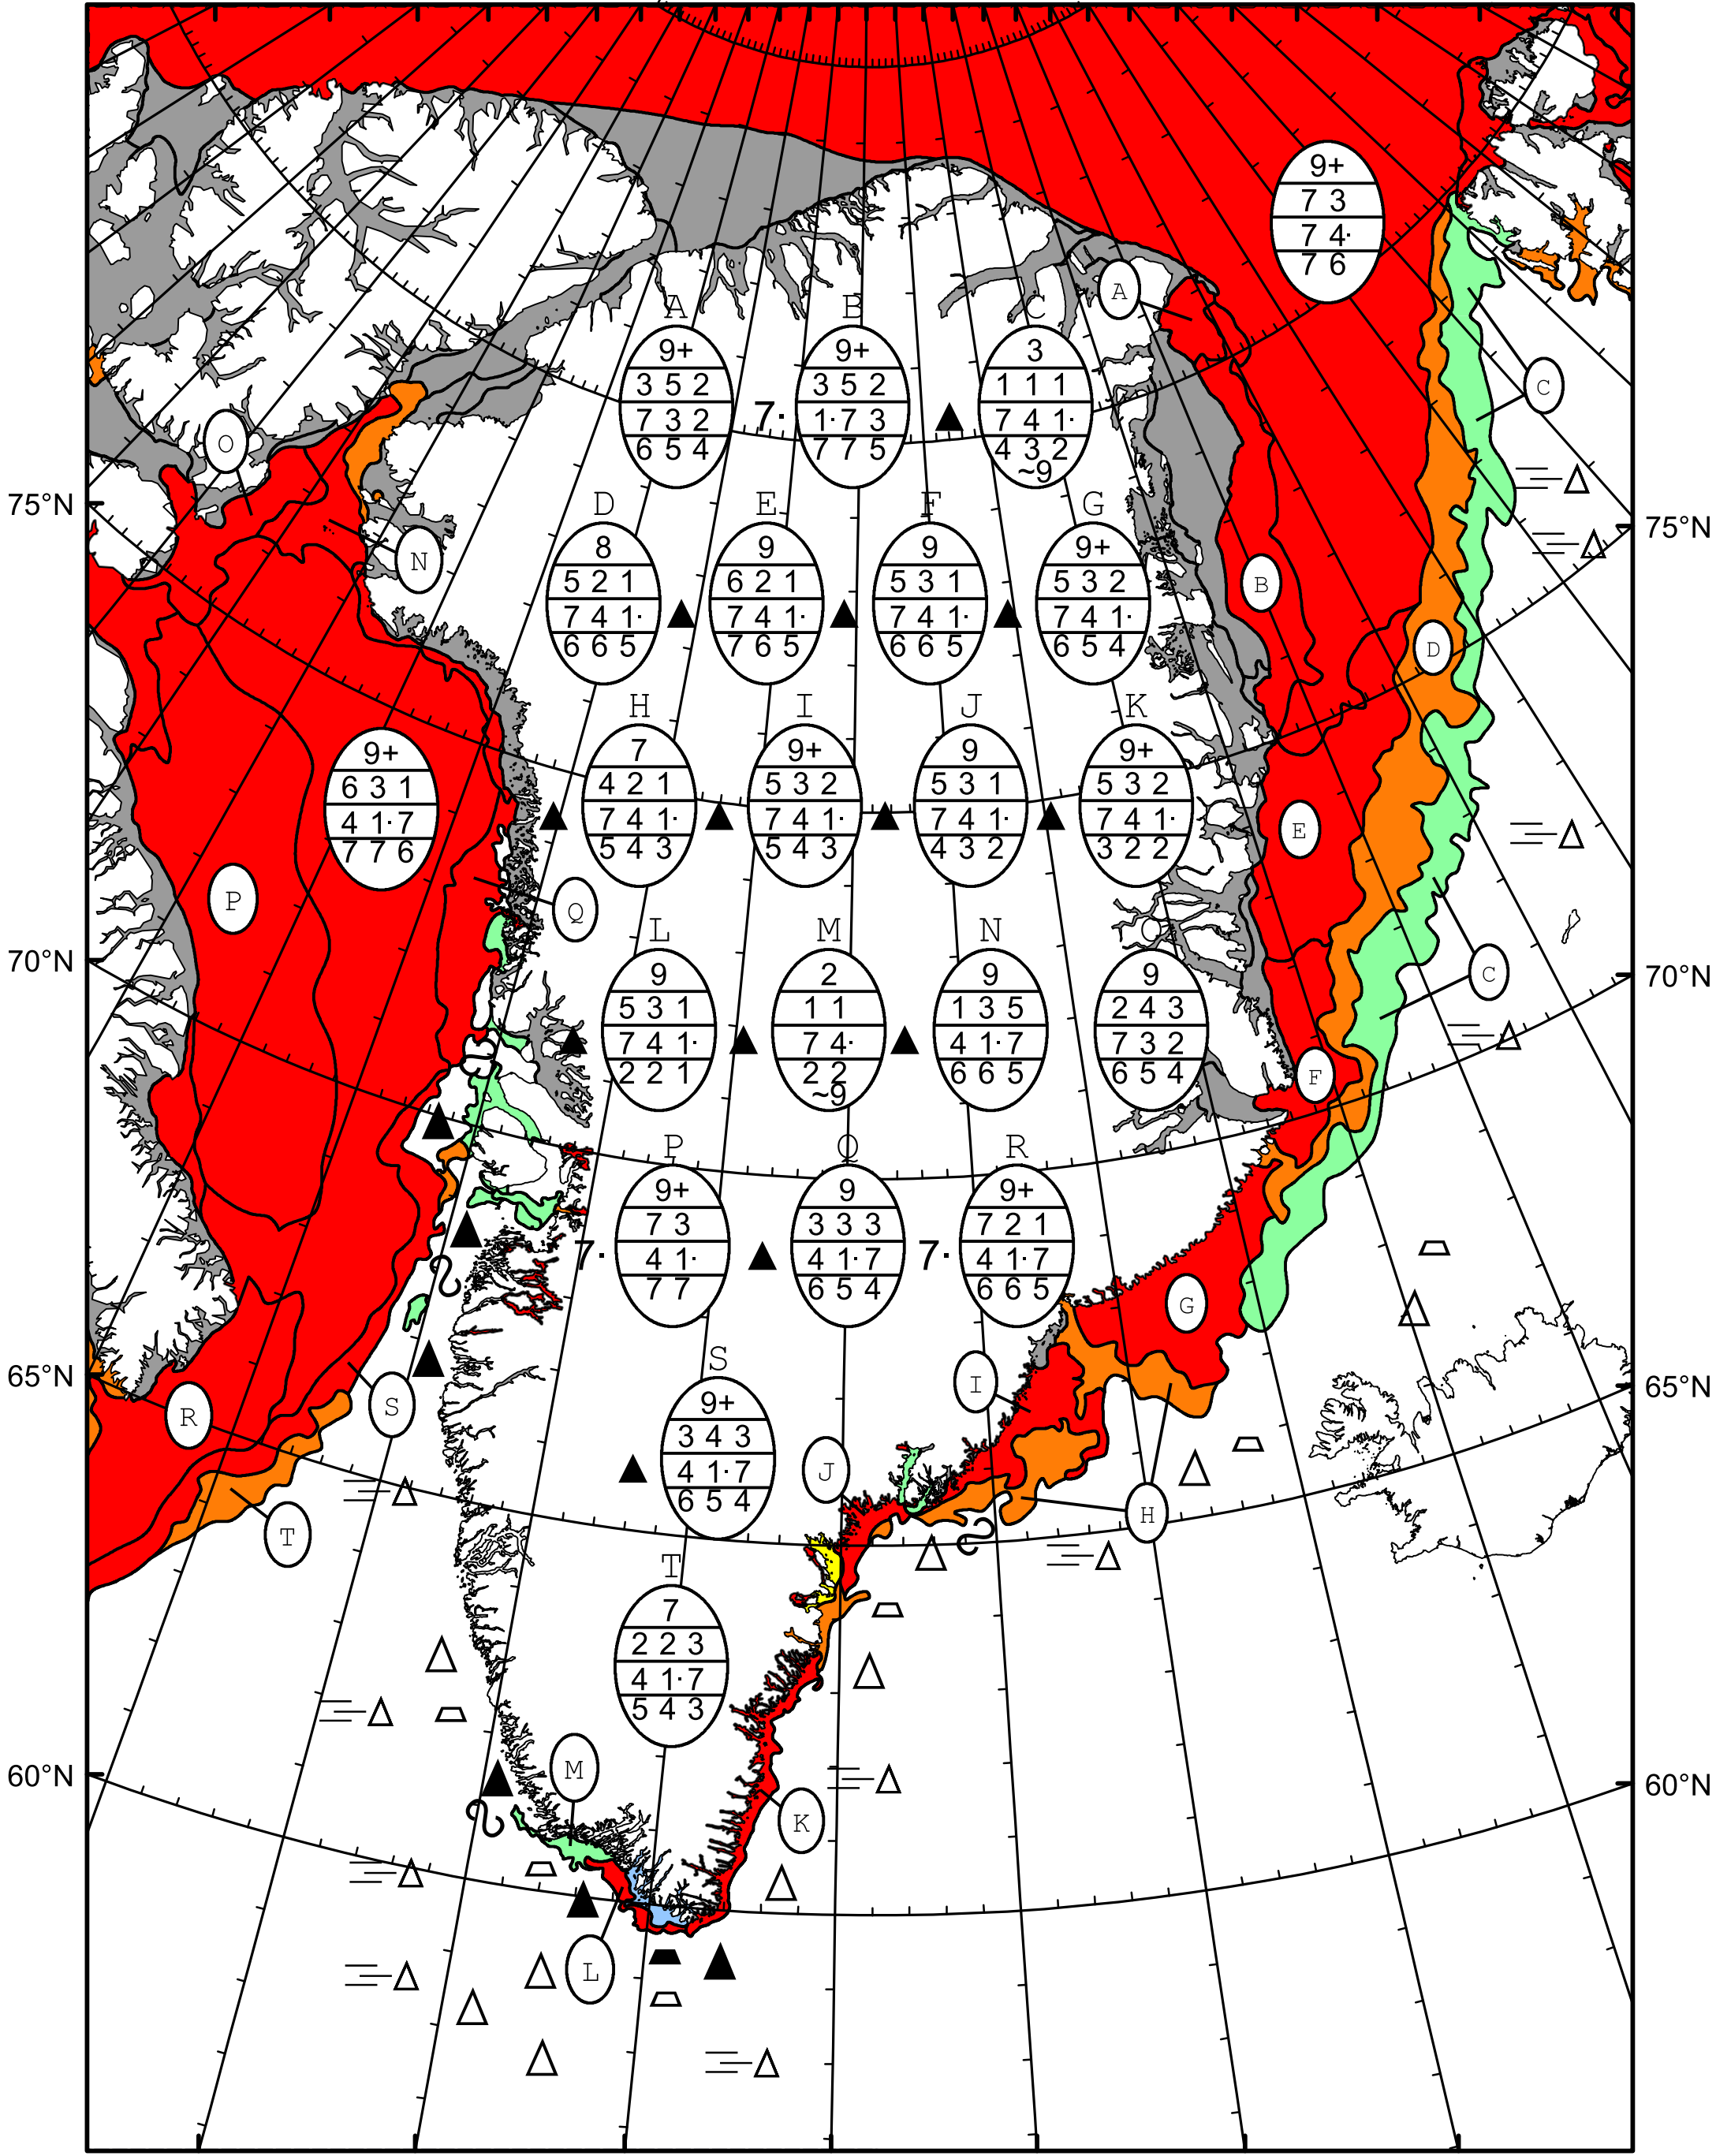 9+
7 3
7 4·
7 6
A
A
9+
3 5 2
7 3 2
6 5 4
B
9+
3 5 2
7·
1·7 3
7 7 5
C
3
1 1 1
7 4 1·
4 3 2
~9
C
O
75°N
75°N
N
D
8
5 2 1
7 4 1·
6 6 5
E
9
6 2 1
7 4 1·
7 6 5
F
9
5 3 1
7 4 1·
6 6 5
G
9+
5 3 2
7 4 1·
6 5 4
B
D
9+
6 3 1
4 1·7
7 7 6
H
7
4 2 1
7 4 1·
5 4 3
I
9+
5 3 2
7 4 1·
5 4 3
J
9
5 3 1
7 4 1·
4 3 2
K
9+
5 3 2
7 4 1·
3 2 2
E
P
Q
70°N
70°N
C
L
9
5 3 1
7 4 1·
2 2 1
M
2
1 1
7 4·
2 2
~9
N
9
1 3 5
4 1·7
6 6 5
O
9
2 4 3
7 3 2
6 5 4
F
P
9+
7 3
7·
4 1·
7 7
Q
9
3 3 3
4 1·7
6 5 4
R
9+
7 2 1
7·
4 1·7
6 6 5
G
65°N
65°N
R
S
I
S
9+
3 4 3
4 1·7
6 5 4
J
H
T
T
7
2 2 3
4 1·7
5 4 3
60°N
60°N
M
K
L